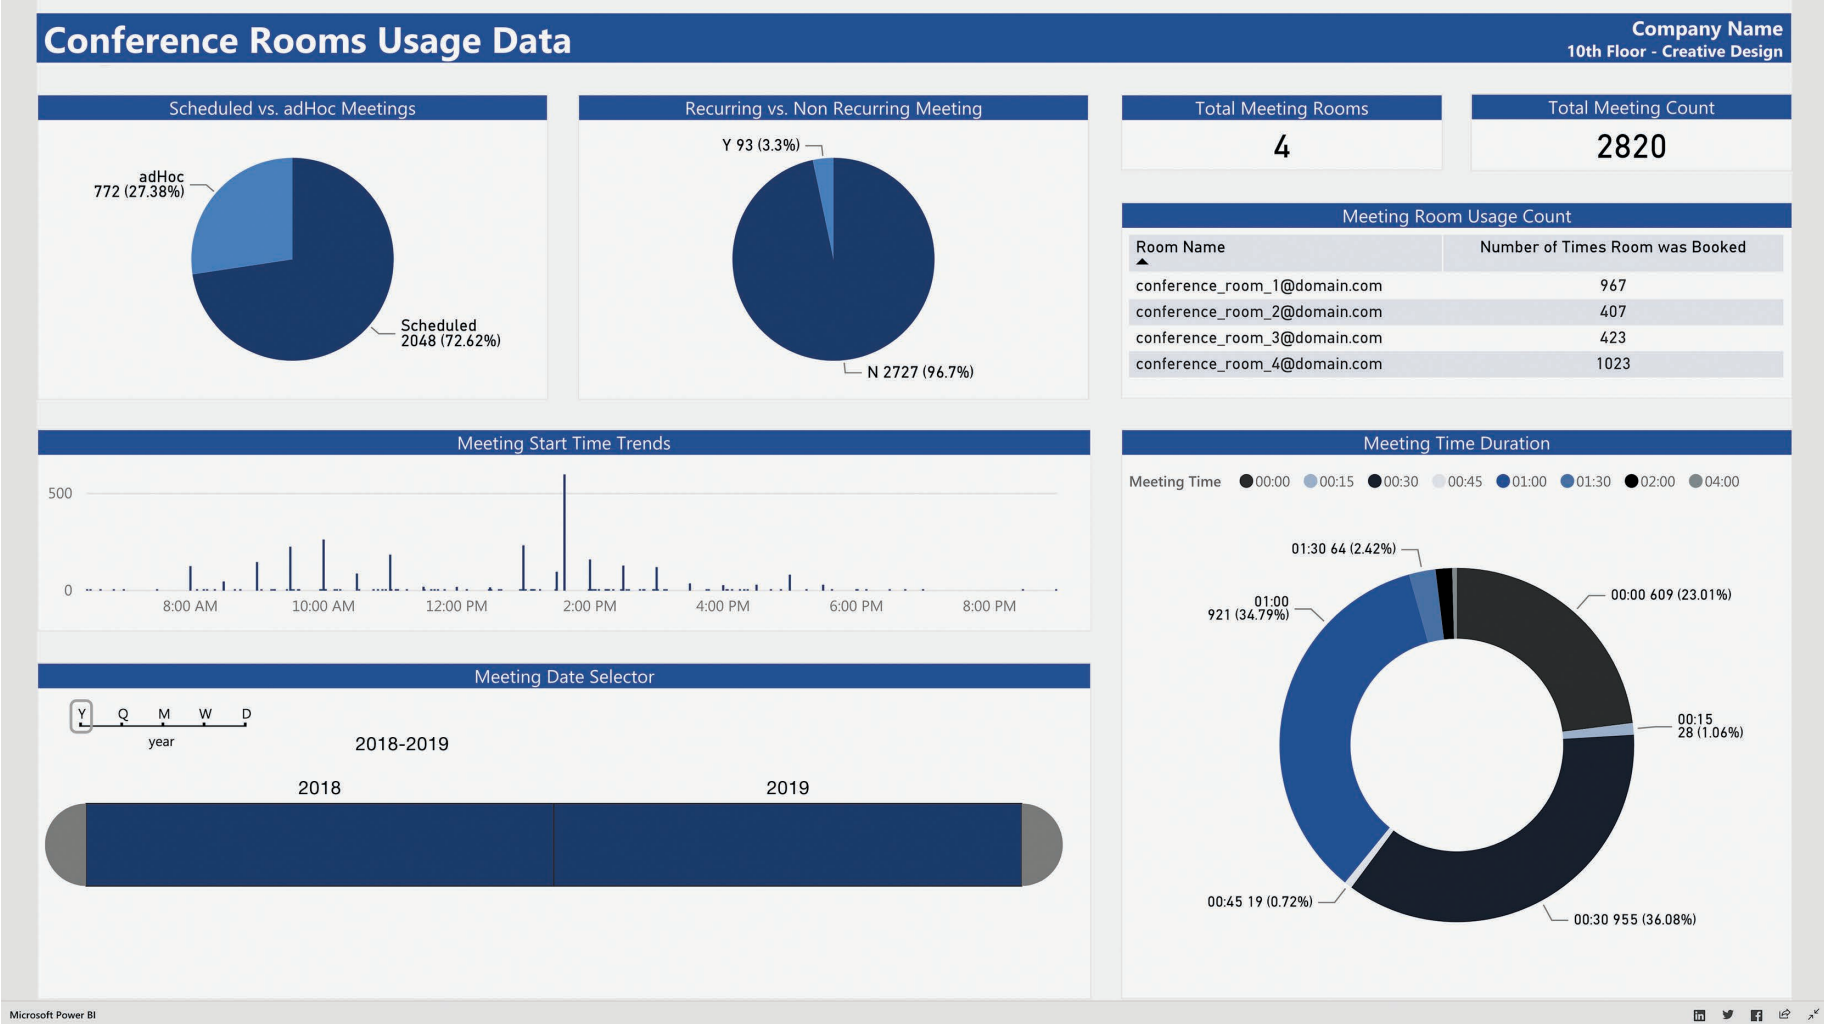 Conference Rooms Usage Data
Company Name
10th Floor - Creative Design
Scheduled vs. adHoc Meetings
adHoc
772 (27.38%)
Scheduled
2048 (72.62%)
Recurring vs. Non Recurring Meeting
Y 93 (3.3%)
N 2727 (96.7%)
Total Meeting Rooms
4
Total Meeting Count
2820
Meeting Room Usage Count
Room Name Number of Times Room was Booked
conference_room_1@domain.com 967
conference_room_2@domain.com 407
conference_room_3@domain.com 423
conference_room_4@domain.com 1023
Meeting Start Time Trends
500
0
8:00 AM 10:00 AM 12:00 PM 2:00 PM 4:00 PM 6:00 PM 8:00 PM
Meeting Date Selector
Y Q M W D
year
2018-2019
2018 2019
Meeting Time Duration
Meeting Time 00:00 00:15 00:30 00:45 01:00 01:30 02:00 04:00
01:30 64 (2.42%)
00:00 609 (23.01%)
01:00
921 (34.79%)
00:15
28 (1.06%)
00:45 19 (0.72%)
00:30 955 (36.08%)
Microsoft Power BI